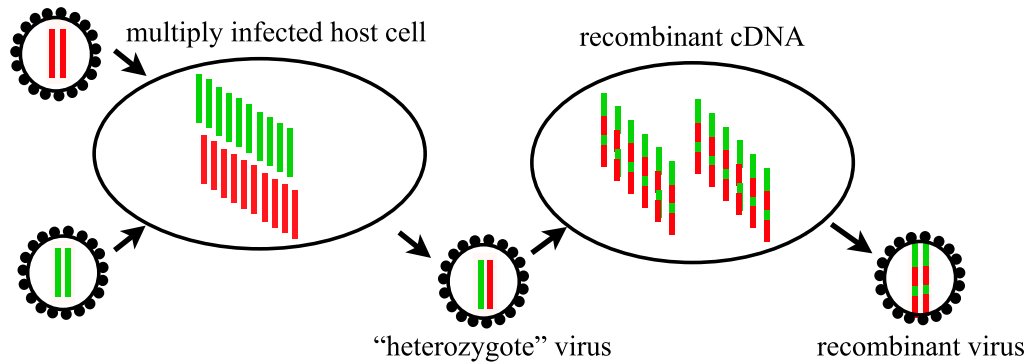 multiply infected host cell
recombinant cDNA
“heterozygote” virus
recombinant virus